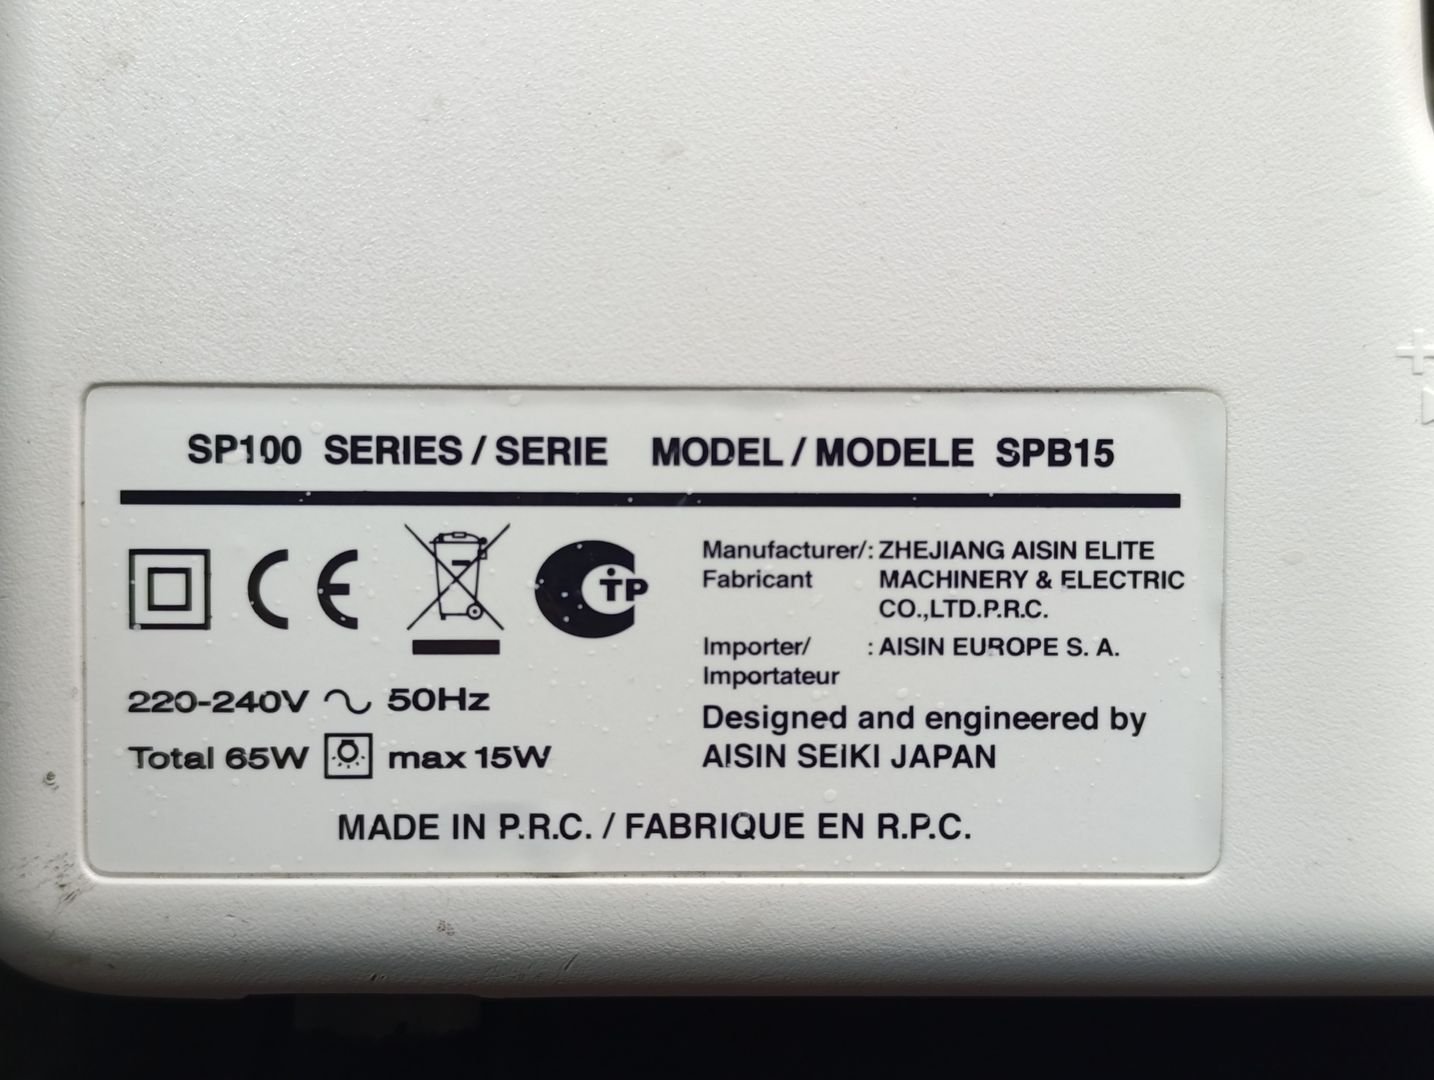 SP100 SERIES / SERIE MODEL / MODELE SPB15
CE
CTP
220-240V ~ 50Hz
Total 65W max 15W
Manufacturer/: ZHEJIANG AISIN ELITE
Fabricant MACHINERY & ELECTRIC
CO.,LTD.P.R.C.
Importer/ : AISIN EUROPE S. A.
Importateur
Designed and engineered by
AISIN SEIKI JAPAN
MADE IN P.R.C. / FABRIQUE EN R.P.C.